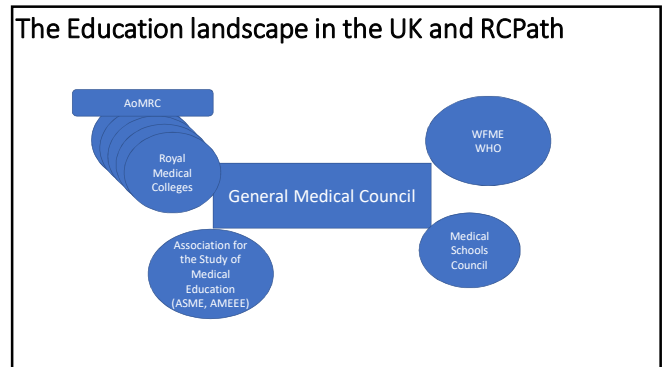 The Education landscape in the UK and RCPath
AoMRC
Royal
Medical
Colleges
WFME
WHO
General Medical Council
Association for
the Study of
Medical
Education
(ASME, AMEEE)
Medical
Schools
Council